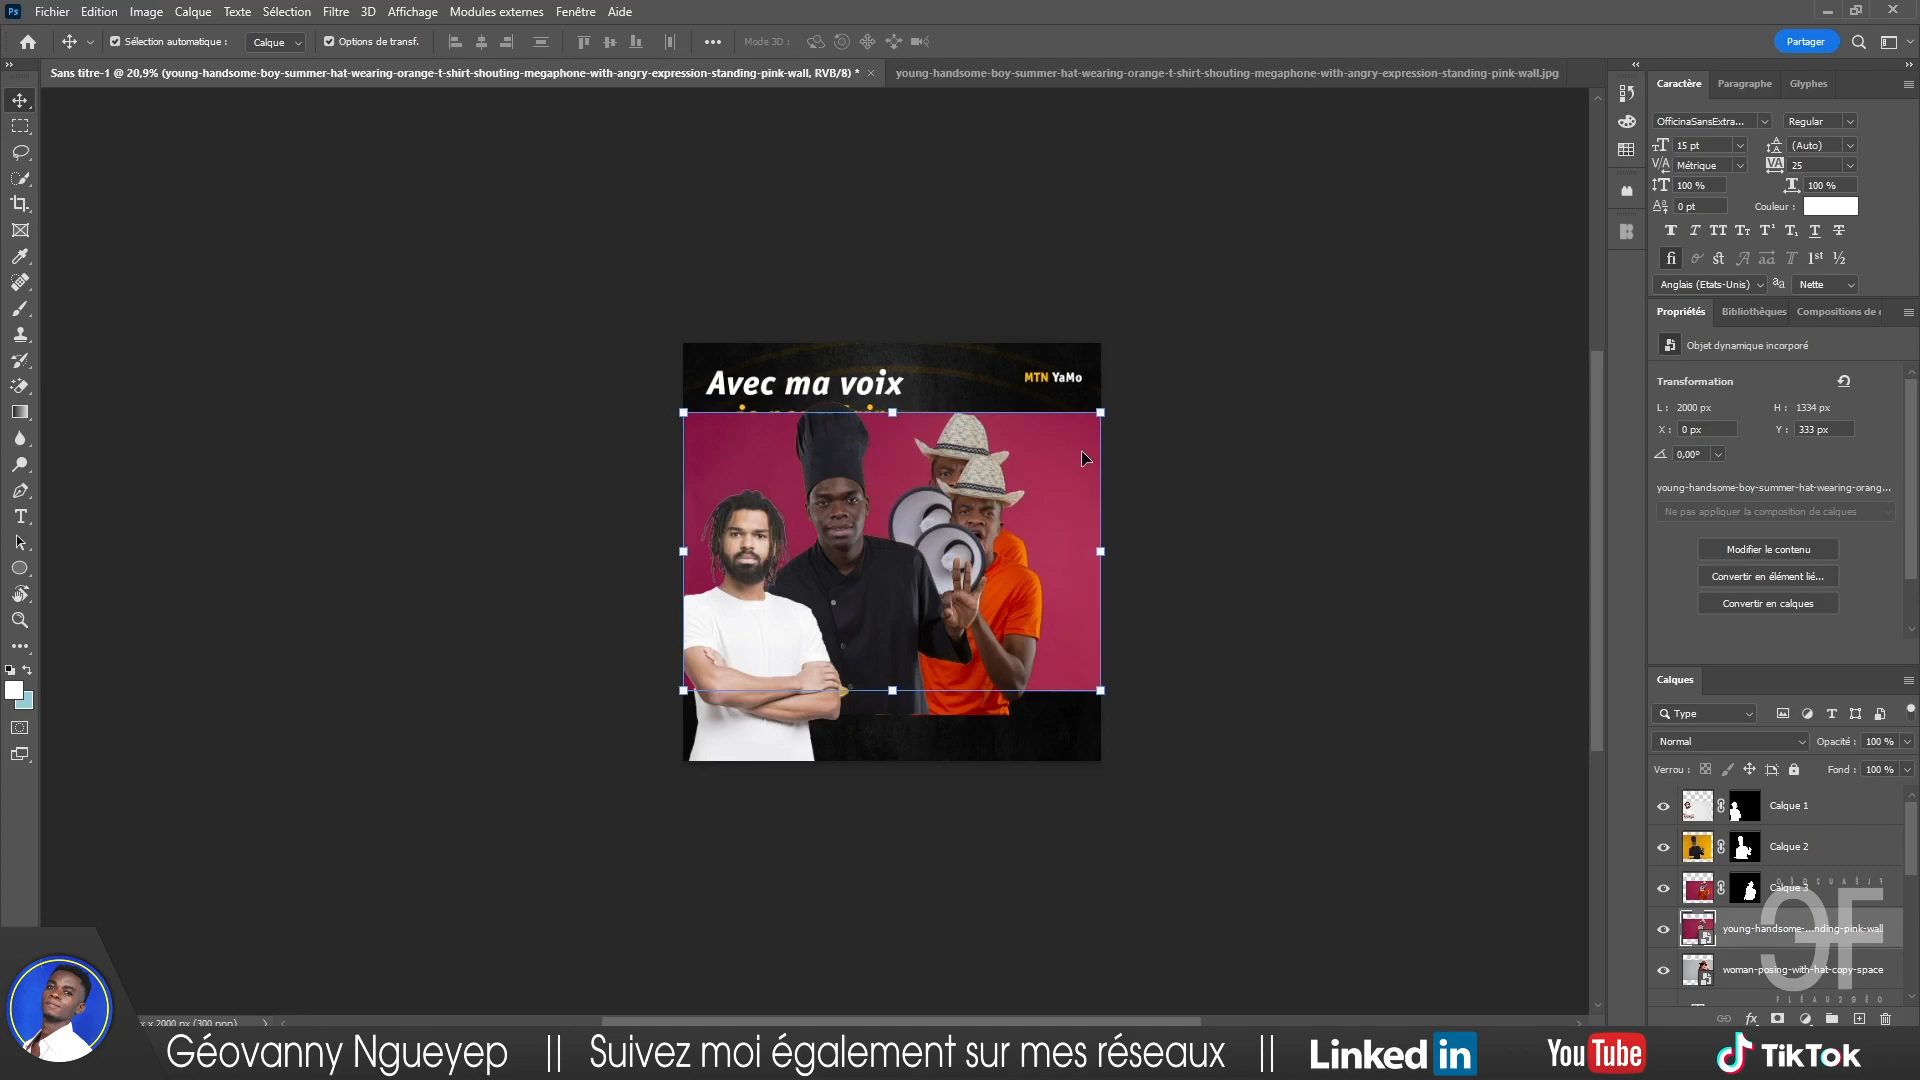 Ps Fichier Edition Image Calque Texte Sélection Filtre 3D Affichage Modules externes Fenêtre Aide
Sélection automatique : Calque Options de transf. Mode 3D : Partager
Sans titre-1 @ 20,9% (young-handsome-boy-summer-hat-wearing-orange-t-shirt-shouting-megaphone-with-angry-expression-standing-pink-wall, RVB/8) *
young-handsome-boy-summer-hat-wearing-orange-t-shirt-shouting-megaphone-with-angry-expression-standing-pink-wall.jpg
Caractère Paragraphe Glyphes
OfficinaSansExtra... Regular
15 pt (Auto)
Métrique 25
100 % 100 %
0 pt Couleur :
Anglais (Etats-Unis) aa Nette
Propriétés Bibliothèques Compositions de c
Objet dynamique incorporé
Transformation
L : 2000 px H : 1334 px
X : 0 px Y : 333 px
0,00°
young-handsome-boy-summer-hat-wearing-orang...
Ne pas appliquer la composition de calques
Modifier le contenu
Convertir en élément lié...
Convertir en calques
Avec ma voix
MTN YaMo
Calques
Type
Normal Opacité : 100 %
Verrou : Fond : 100 %
Calque 1
Calque 2
Calque 3
young-handsome-...nding-pink-wall
woman-posing-with-hat-copy-space
FLÉAU2GÉO
x 2000 px (300 ppp)
Géovanny Ngueyep || Suivez moi également sur mes réseaux || Linked in YouTube TikTok